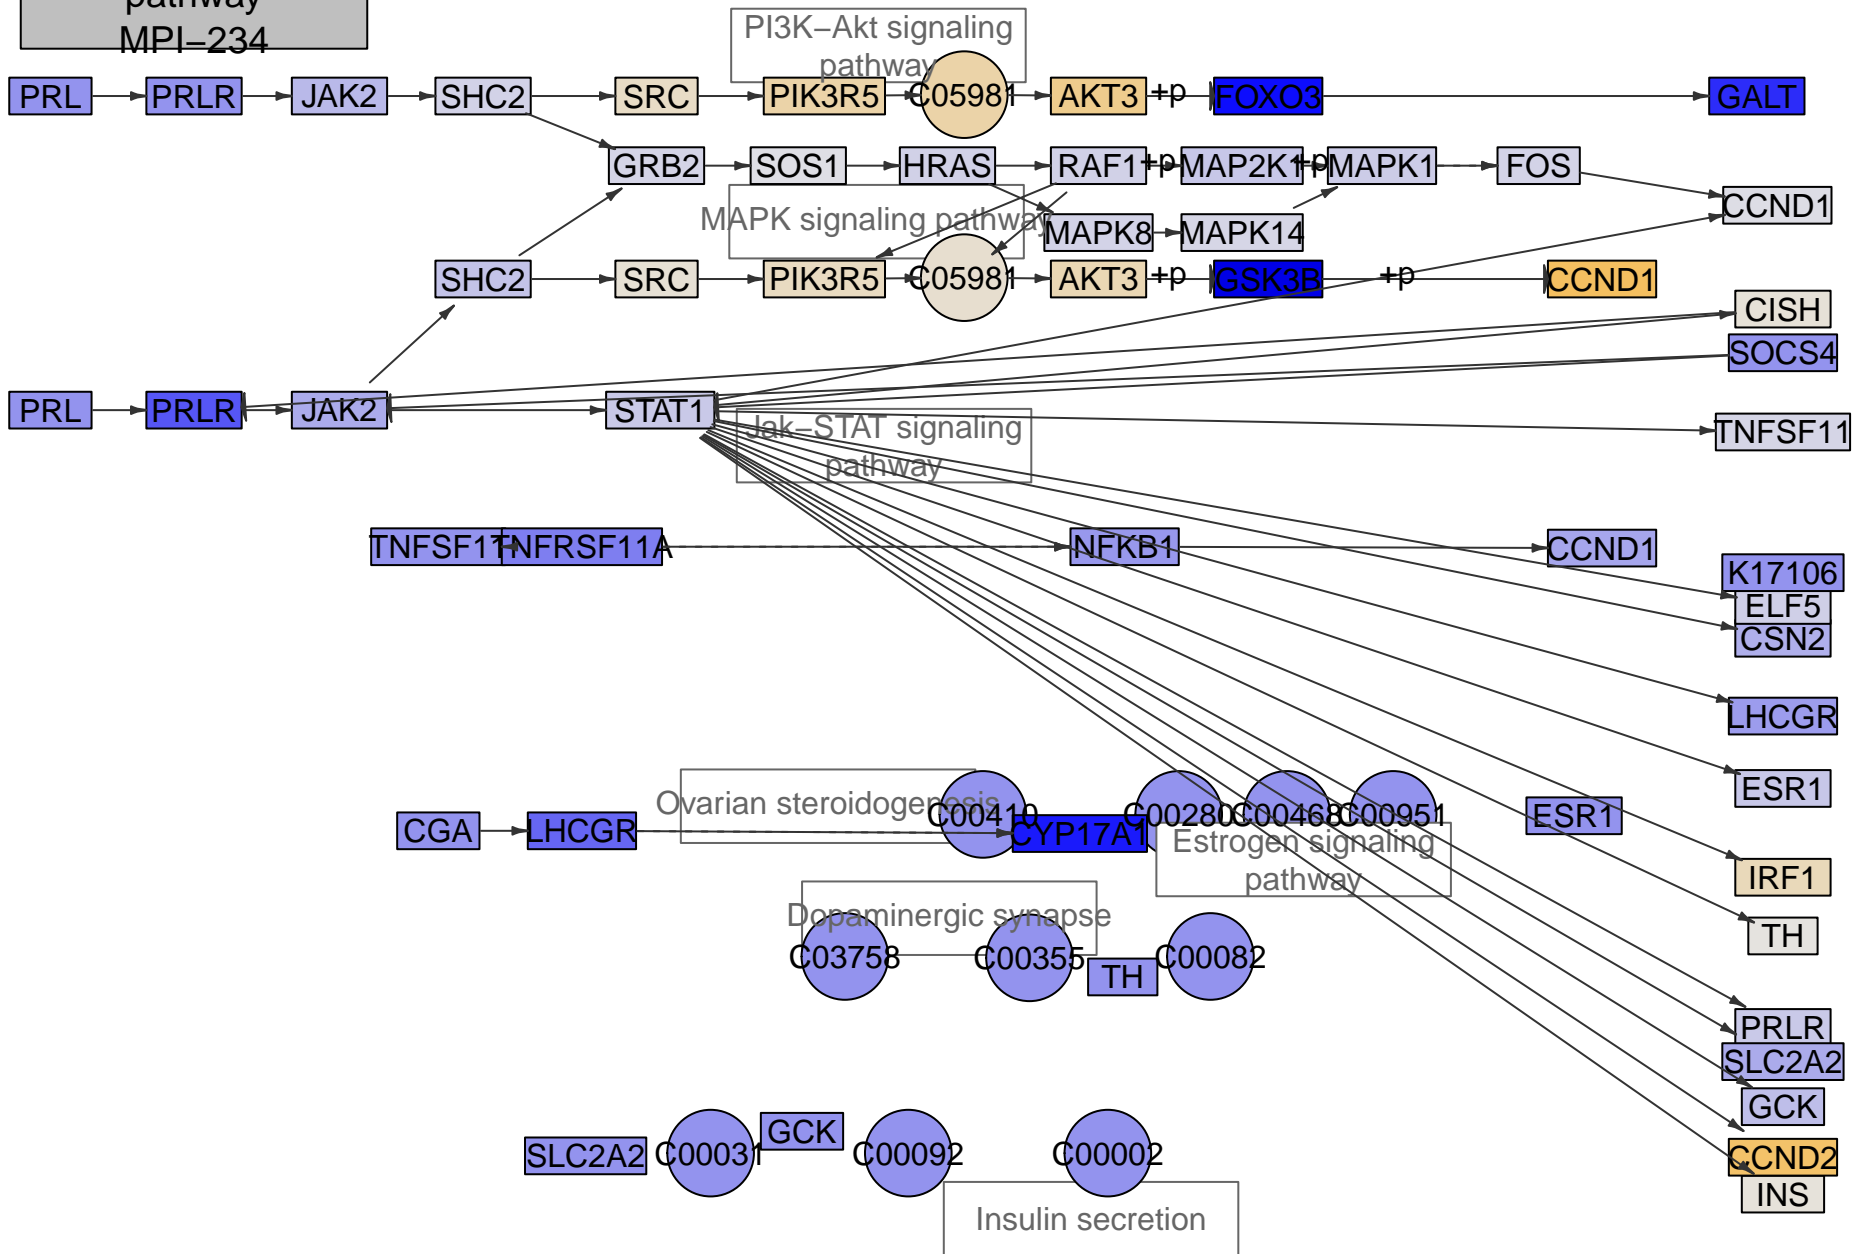 pathway
MPI−234
PI3K−Akt signaling
pathway
PRL
PRLR
JAK2
SHC2
SRC
PIK3R5
C05981
AKT3
+p
FOXO3
GALT
GRB2
SOS1
HRAS
RAF1
+p
MAP2K1
+p
MAPK1
FOS
CCND1
MAPK signaling pathway
MAPK8
MAPK14
SHC2
SRC
PIK3R5
C05981
AKT3
+p
GSK3B
+p
CCND1
CISH
SOCS4
PRL
PRLR
JAK2
STAT1
Jak−STAT signaling
pathway
TNFSF11
TNFSF11
TNFRSF11A
NFKB1
CCND1
K17106
ELF5
CSN2
LHCGR
ESR1
Ovarian steroidogenesis
C00410
C00280
C00468
C00951
ESR1
CGA
LHCGR
CYP17A1
Estrogen signaling
pathway
IRF1
Dopaminergic synapse
TH
C03758
C00355
TH
C00082
PRLR
SLC2A2
GCK
GCK
SLC2A2
C00031
C00092
C00002
CCND2
INS
Insulin secretion